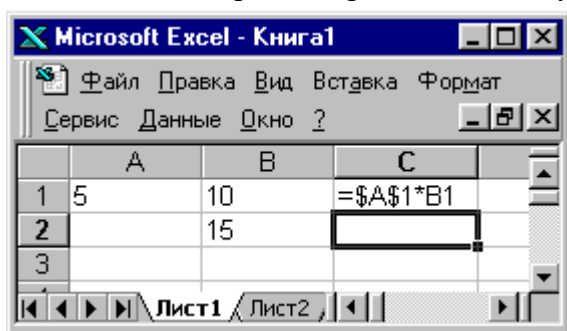 Microsoft Excel - Книга1
Файл Правка Вид Вставка Формат
Сервис Данные Окно ?
A B C
1 5 10 =$A$1*B1
2 15
3
Лист1 Лист2